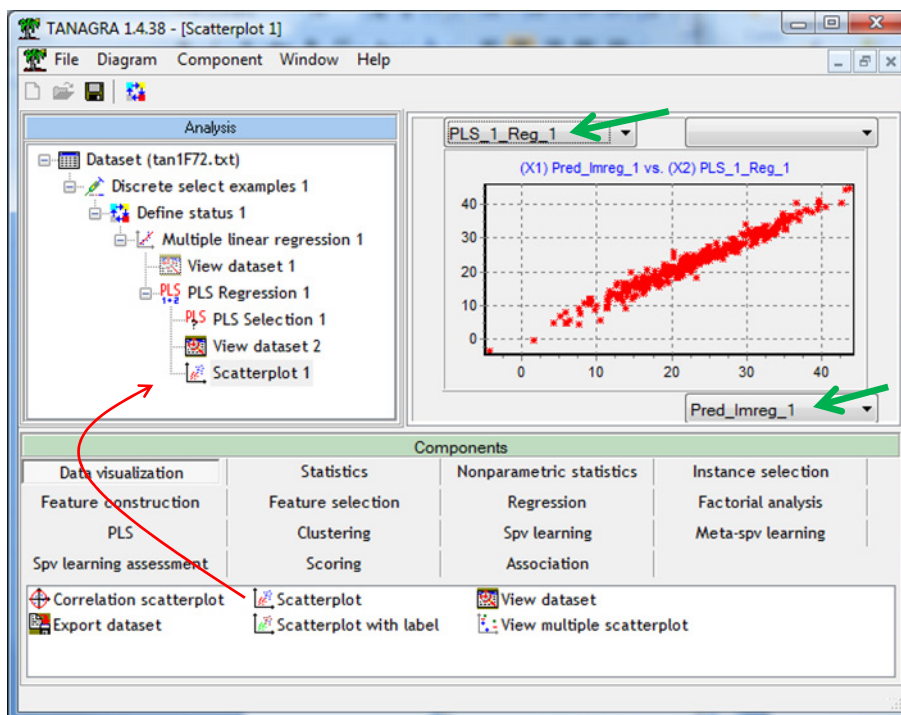 TANAGRA 1.4.38 - [Scatterplot 1]
File Diagram Component Window Help
Analysis
Dataset (tan1F72.txt)
Discrete select examples 1
Define status 1
Multiple linear regression 1
View dataset 1
PLS 1+2 PLS Regression 1
PLS ? PLS Selection 1
View dataset 2
Scatterplot 1
PLS_1_Reg_1
(X1) Pred_lmreg_1 vs. (X2) PLS_1_Reg_1
40
30
20
10
0
0 10 20 30 40
Pred_lmreg_1
Components
Data visualization Statistics Nonparametric statistics Instance selection
Feature construction Feature selection Regression Factorial analysis
PLS Clustering Spv learning Meta-spv learning
Spv learning assessment Scoring Association
Correlation scatterplot Scatterplot View dataset
Export dataset Scatterplot with label View multiple scatterplot